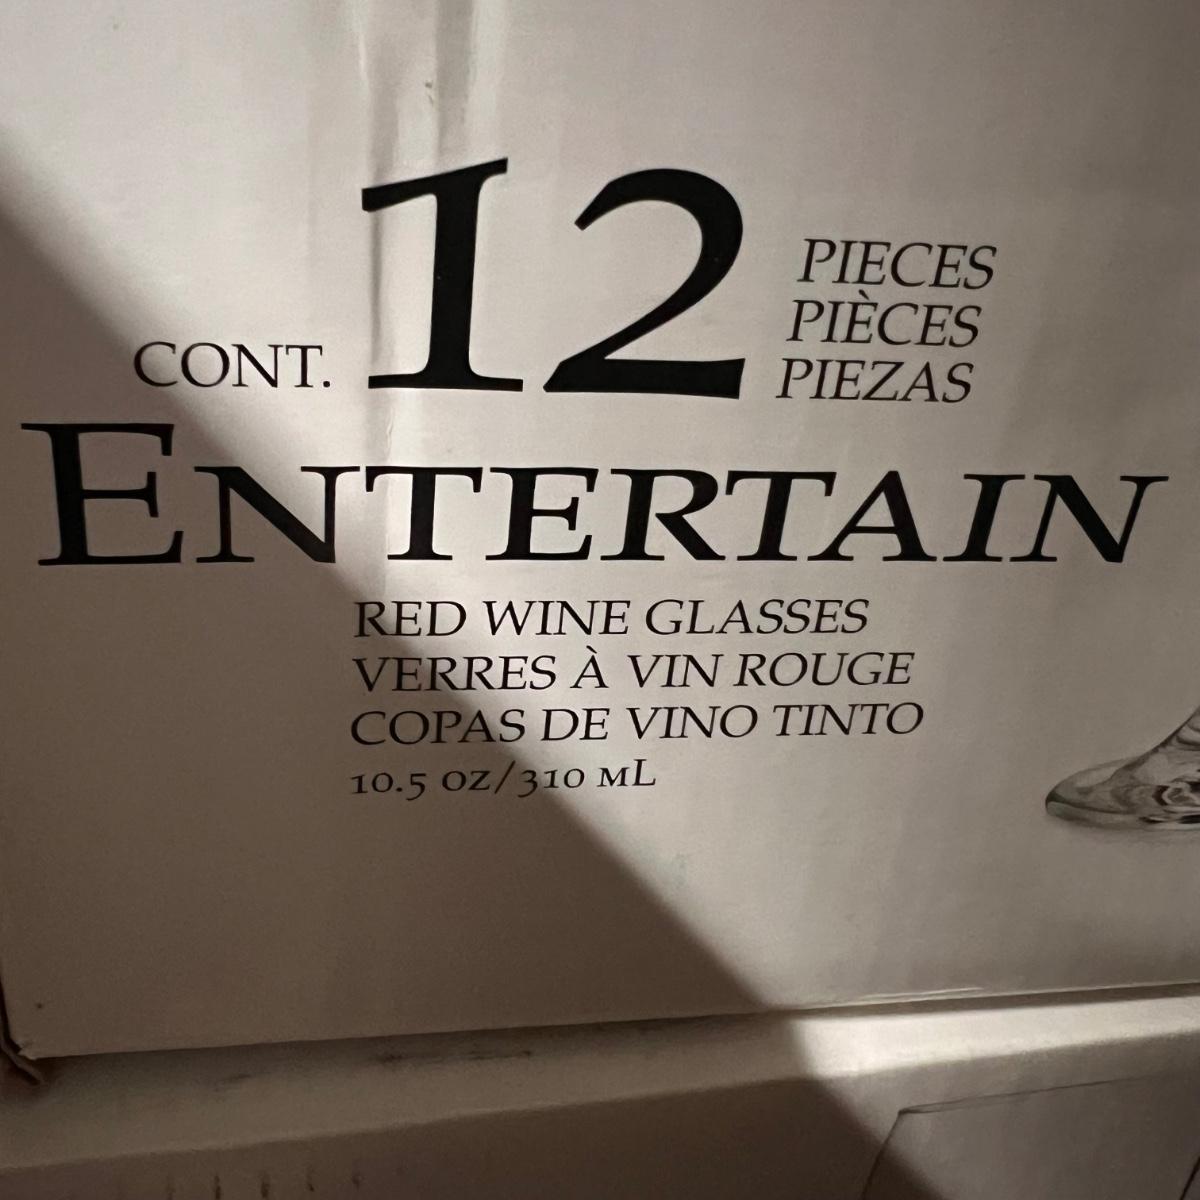 CONT. 12 PIECES
PIÈCES
PIEZAS
ENTERTAIN
RED WINE GLASSES
VERRES À VIN ROUGE
COPAS DE VINO TINTO
10.5 OZ/310 ML